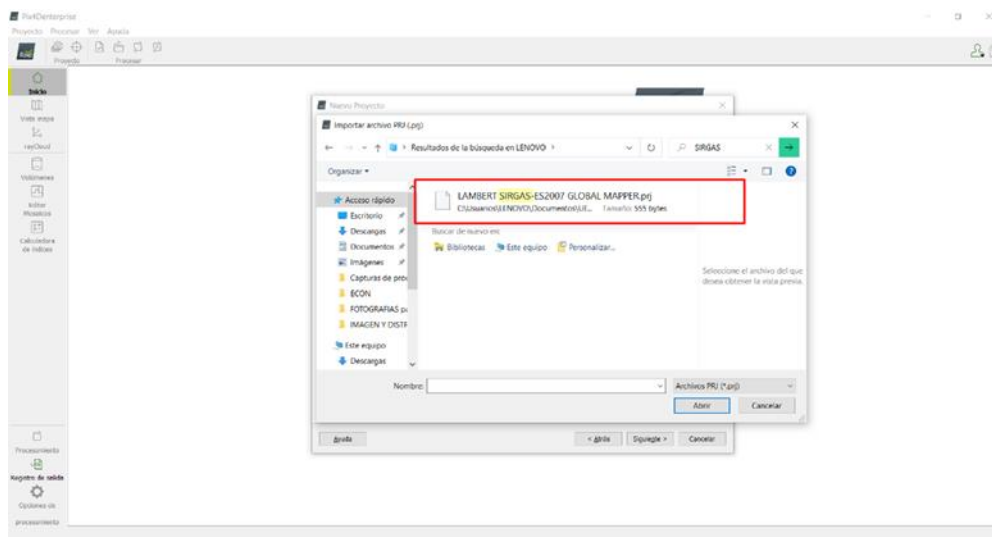 Pix4Denterprise
Proyecto Procesar Ver Ayuda
Proyecto
Procesar
Inicio
Vista mapa
rayCloud
Volúmenes
Editor
Mosaicos
Calculadora
de índices
Procesamiento
Registro de salida
Opciones de
procesamiento
Nuevo Proyecto
Importar archivo PRJ (.prj)
Resultados de la búsqueda en LENOVO
SIRGAS
Organizar
LAMBERT SIRGAS-ES2007 GLOBAL MAPPER.prj
C:\Usuarios\LENOVO\Documentos\UE... Tamaño: 555 bytes
Buscar de nuevo en:
Bibliotecas Este equipo Personalizar...
Acceso rápido
Escritorio
Descargas
Documentos
Imágenes
Capturas de proc
ECON
FOTOGRAFIAS pa
IMAGEN Y DISTR
Este equipo
Descargas
Seleccione el archivo del que
desea obtener la vista previa.
Nombre:
Archivos PRJ (*.prj)
Abrir Cancelar
Ayuda
< Atrás Siguiente > Cancelar